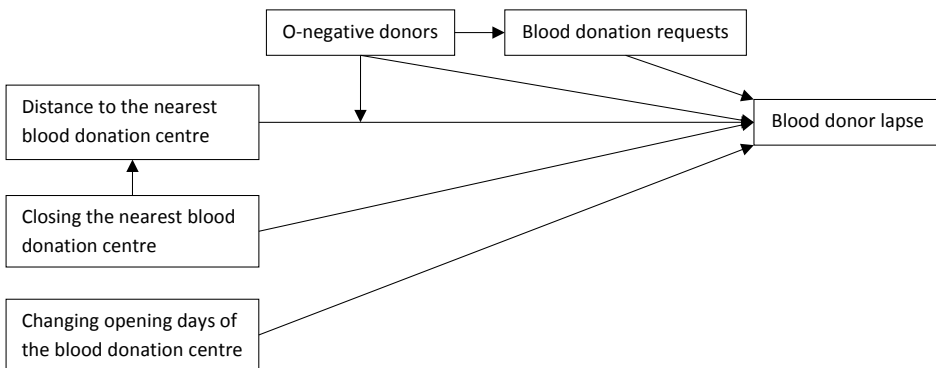 O-negative donors
Blood donation requests
Distance to the nearest
blood donation centre
Blood donor lapse
Closing the nearest blood
donation centre
Changing opening days of
the blood donation centre